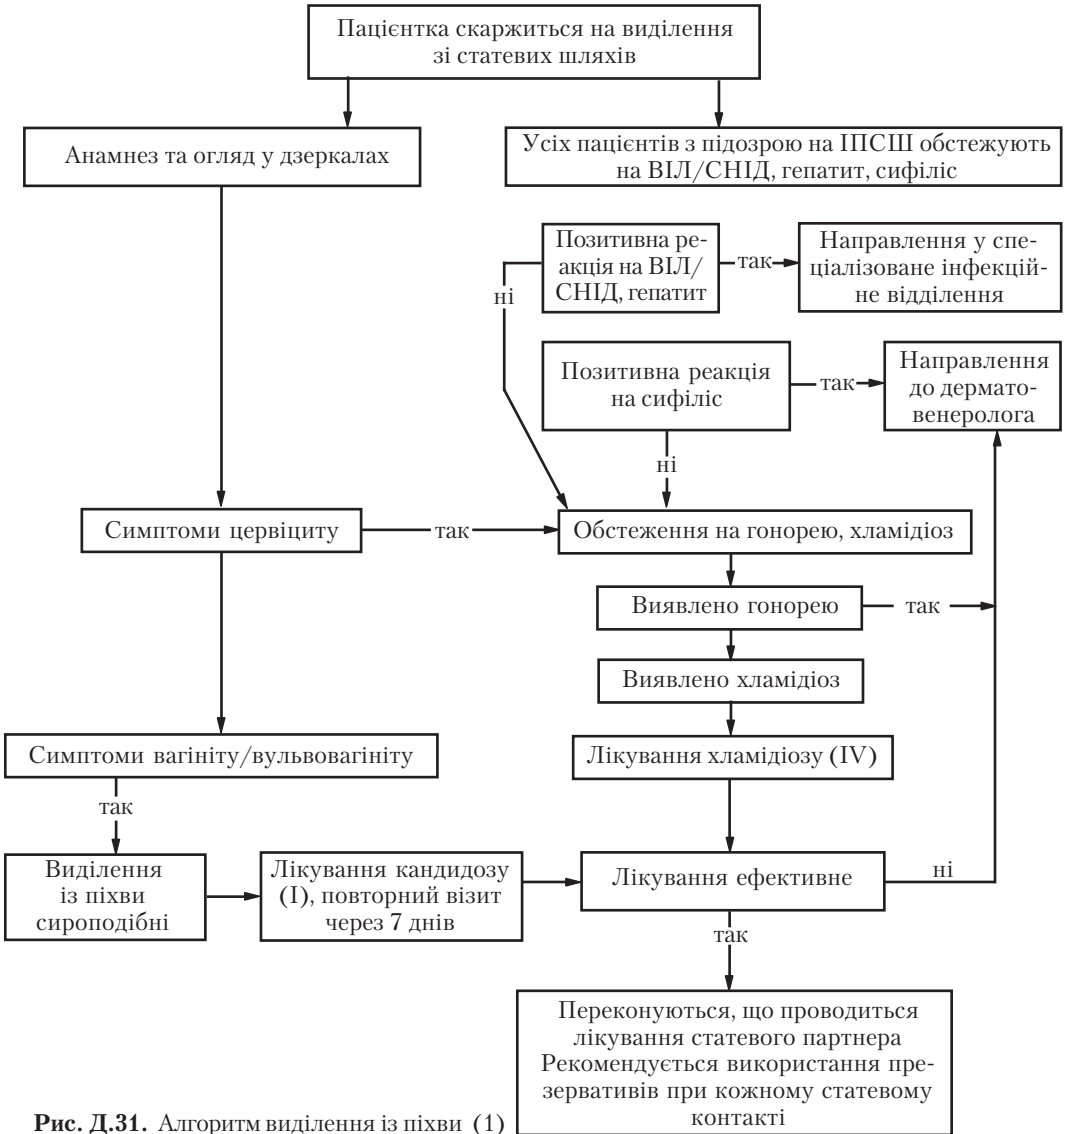 Пацієнтка скаржиться на виділення
зі статевих шляхів
Анамнез та огляд у дзеркалах
Усіх пацієнтів з підозрою на ІПСШ обстежують
на ВІЛ/СНІД, гепатит, сифіліс
Позитивна ре-
акція на ВІЛ/
СНІД, гепатит
так
Направлення у спе-
ціалізоване інфекцій-
не відділення
ні
Позитивна реакція
на сифіліс
так
Направлення
до дермато-
венеролога
ні
Симптоми цервіциту
так
Обстеження на гонорею, хламідіоз
Виявлено гонорею
так
Виявлено хламідіоз
Симптоми вагініту/вульвовагініту
Лікування хламідіозу (IV)
так
Виділення
із піхви
сироподібні
Лікування кандидозу
(I), повторний візит
через 7 днів
Лікування ефективне
ні
так
Переконуються, що проводиться
лікування статевого партнера
Рекомендується використання пре-
зервативів при кожному статевому
контакті
Рис. Д.31. Алгоритм виділення із піхви (1)